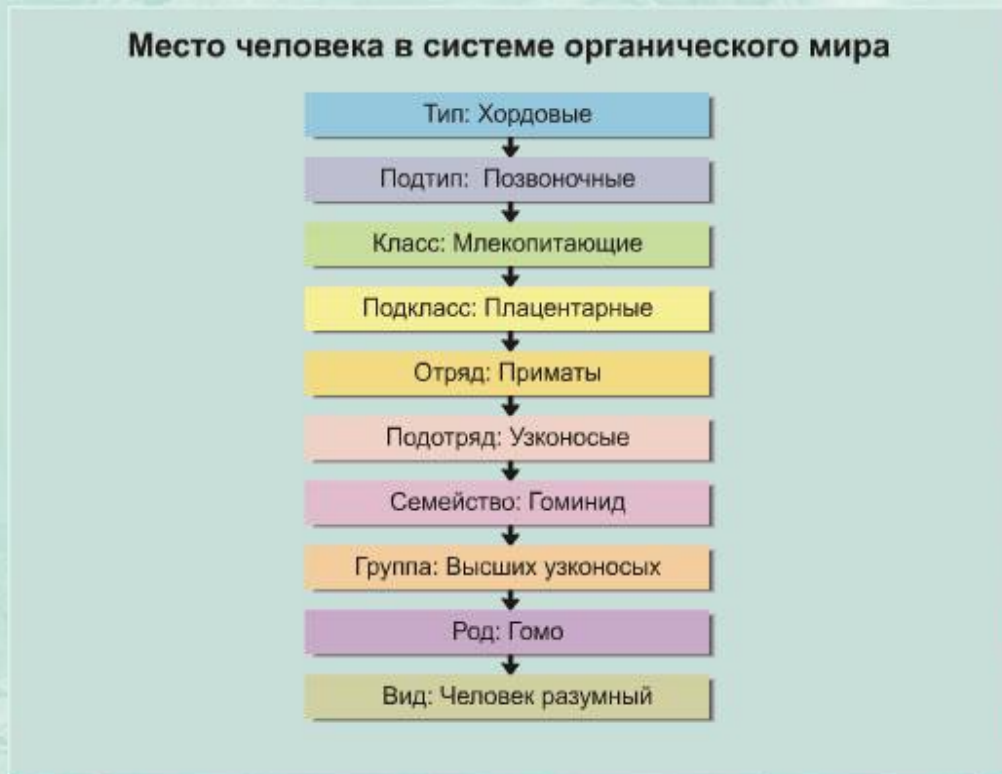 Место человека в системе органического мира
Тип: Хордовые
Подтип: Позвоночные
Класс: Млекопитающие
Подкласс: Плацентарные
Отряд: Приматы
Подотряд: Узконосые
Семейство: Гоминид
Группа: Высших узконосых
Род: Гомо
Вид: Человек разумный